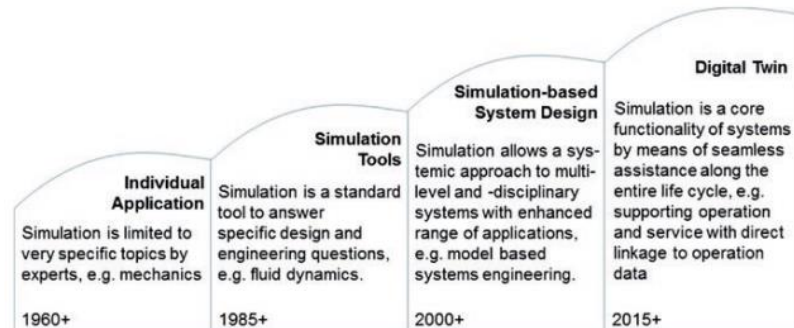 Individual
Application
Simulation is limited to
very specific topics by
experts, e.g. mechanics
1960+
Simulation
Tools
Simulation is a standard
tool to answer
specific design and
engineering questions,
e.g. fluid dynamics.
1985+
Simulation-based
System Design
Simulation allows a sys-
temic approach to multi-
level and -disciplinary
systems with enhanced
range of applications,
e.g. model based
systems engineering.
2000+
Digital Twin
Simulation is a core
functionality of systems
by means of seamless
assistance along the
entire life cycle, e.g.
supporting operation
and service with direct
linkage to operation
data
2015+